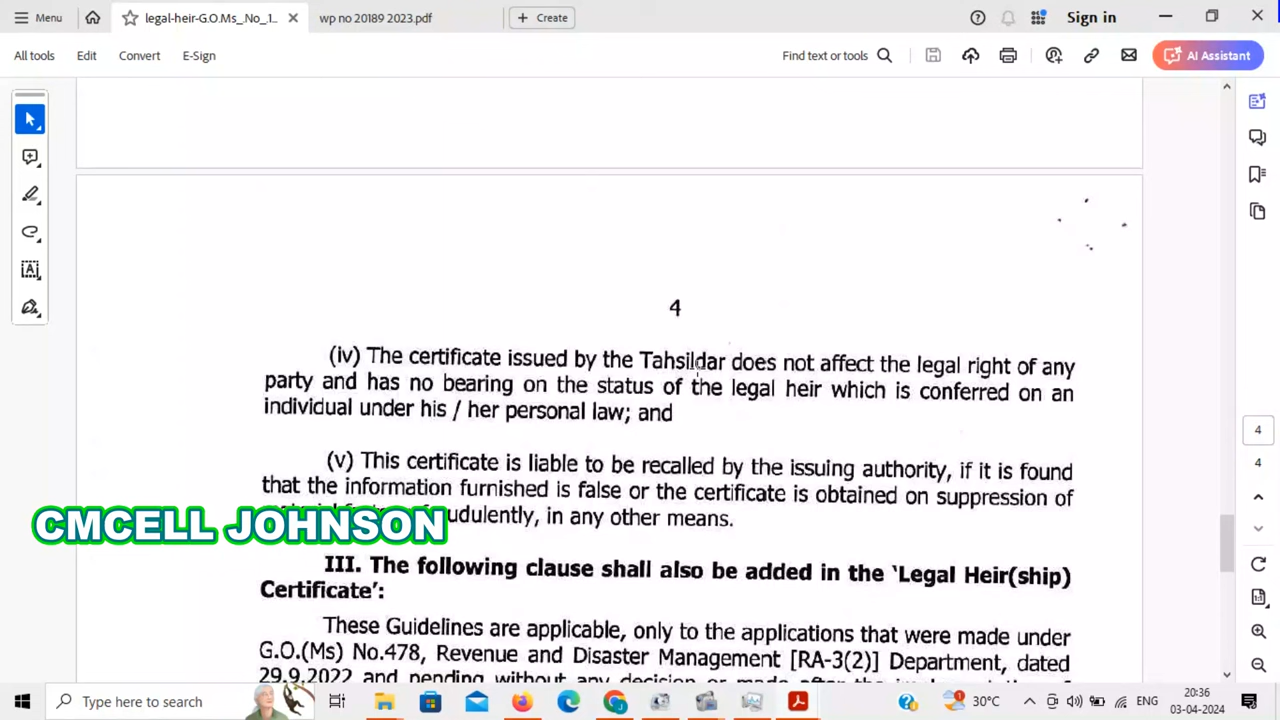 Menu
legal-heir-G.O.Ms_No_1...
wp no 20189 2023.pdf
Create
Sign in
All tools
Edit
Convert
E-Sign
Find text or tools
AI Assistant
4
(iv) The certificate issued by the Tahsildar does not affect the legal right of any
party and has no bearing on the status of the legal heir which is conferred on an
individual under his / her personal law; and
(v) This certificate is liable to be recalled by the issuing authority, if it is found
that the information furnished is false or the certificate is obtained on suppression of
udulently, in any other means.
CMCELL JOHNSON
III. The following clause shall also be added in the ‘Legal Heir(ship)
Certificate’:
These Guidelines are applicable, only to the applications that were made under
G.O.(Ms) No.478, Revenue and Disaster Management [RA-3(2)] Department, dated
29.9.2022 and pending without any decision or made after the
4
4
Type here to search
30°C
ENG
20:36
03-04-2024